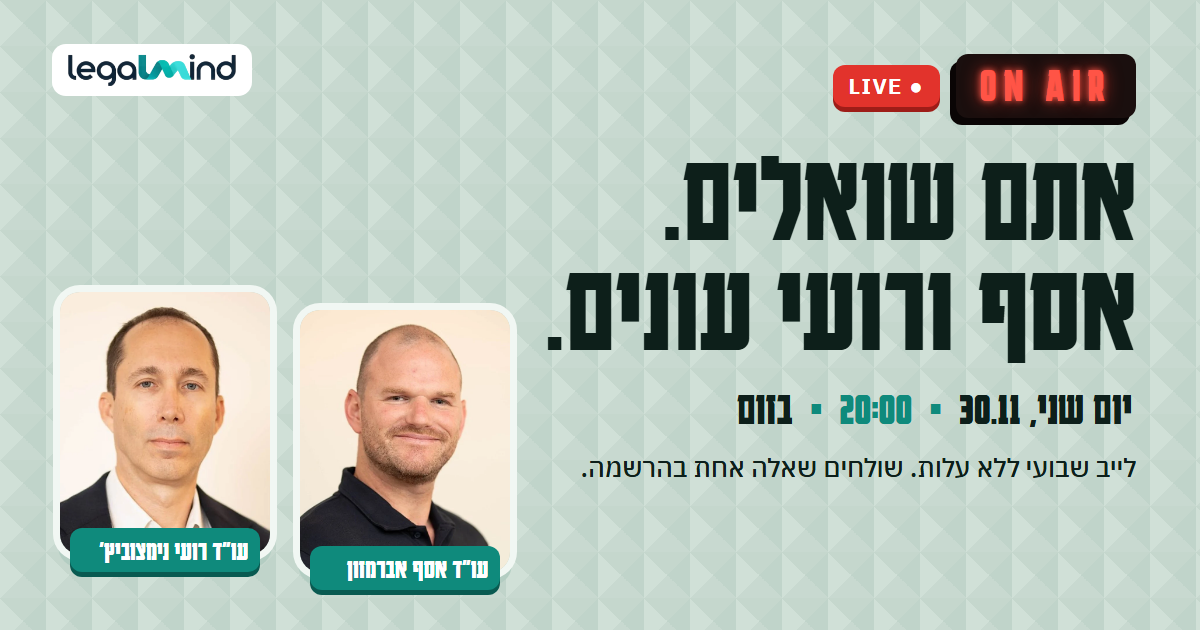 legalmind
LIVE
ON AIR
אתם שואלים.
אסף ורועי עונים.
יום שני, 30.11 ▪ 20:00 ▪ בזום
לייב שבועי ללא עלות. שולחים שאלה אחת בהרשמה.
עו"ד רועי נימצוביץ'
עו"ד אסף אברמזון